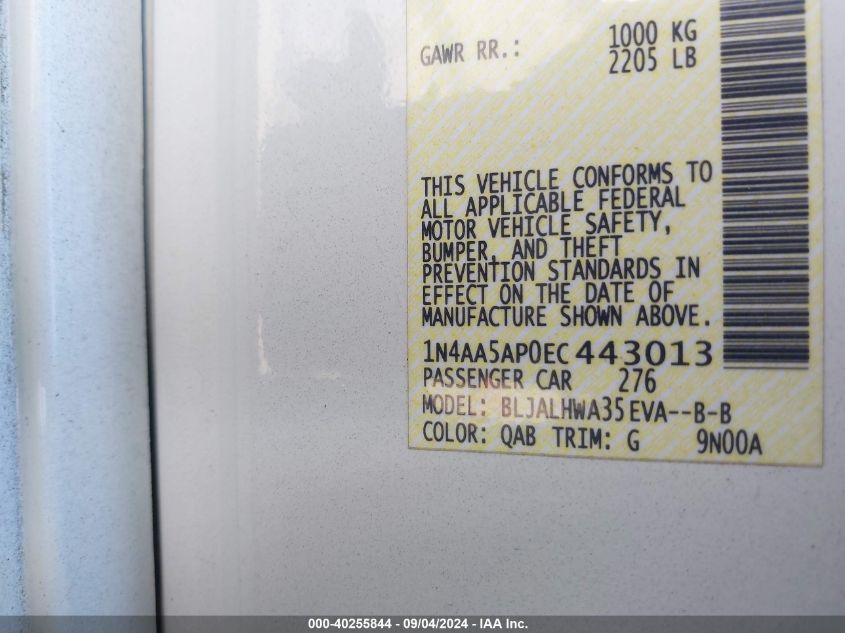 GAWR RR.: 1000 KG
2205 LB
THIS VEHICLE CONFORMS TO
ALL APPLICABLE FEDERAL
MOTOR VEHICLE SAFETY,
BUMPER, AND THEFT
PREVENTION STANDARDS IN
EFFECT ON THE DATE OF
MANUFACTURE SHOWN ABOVE.
1N4AA5AP0EC443013
PASSENGER CAR 276
MODEL: BLJALHWA35EVA--B-B
COLOR: QAB TRIM: G 9N00A
000-40255844 - 09/04/2024 - IAA Inc.